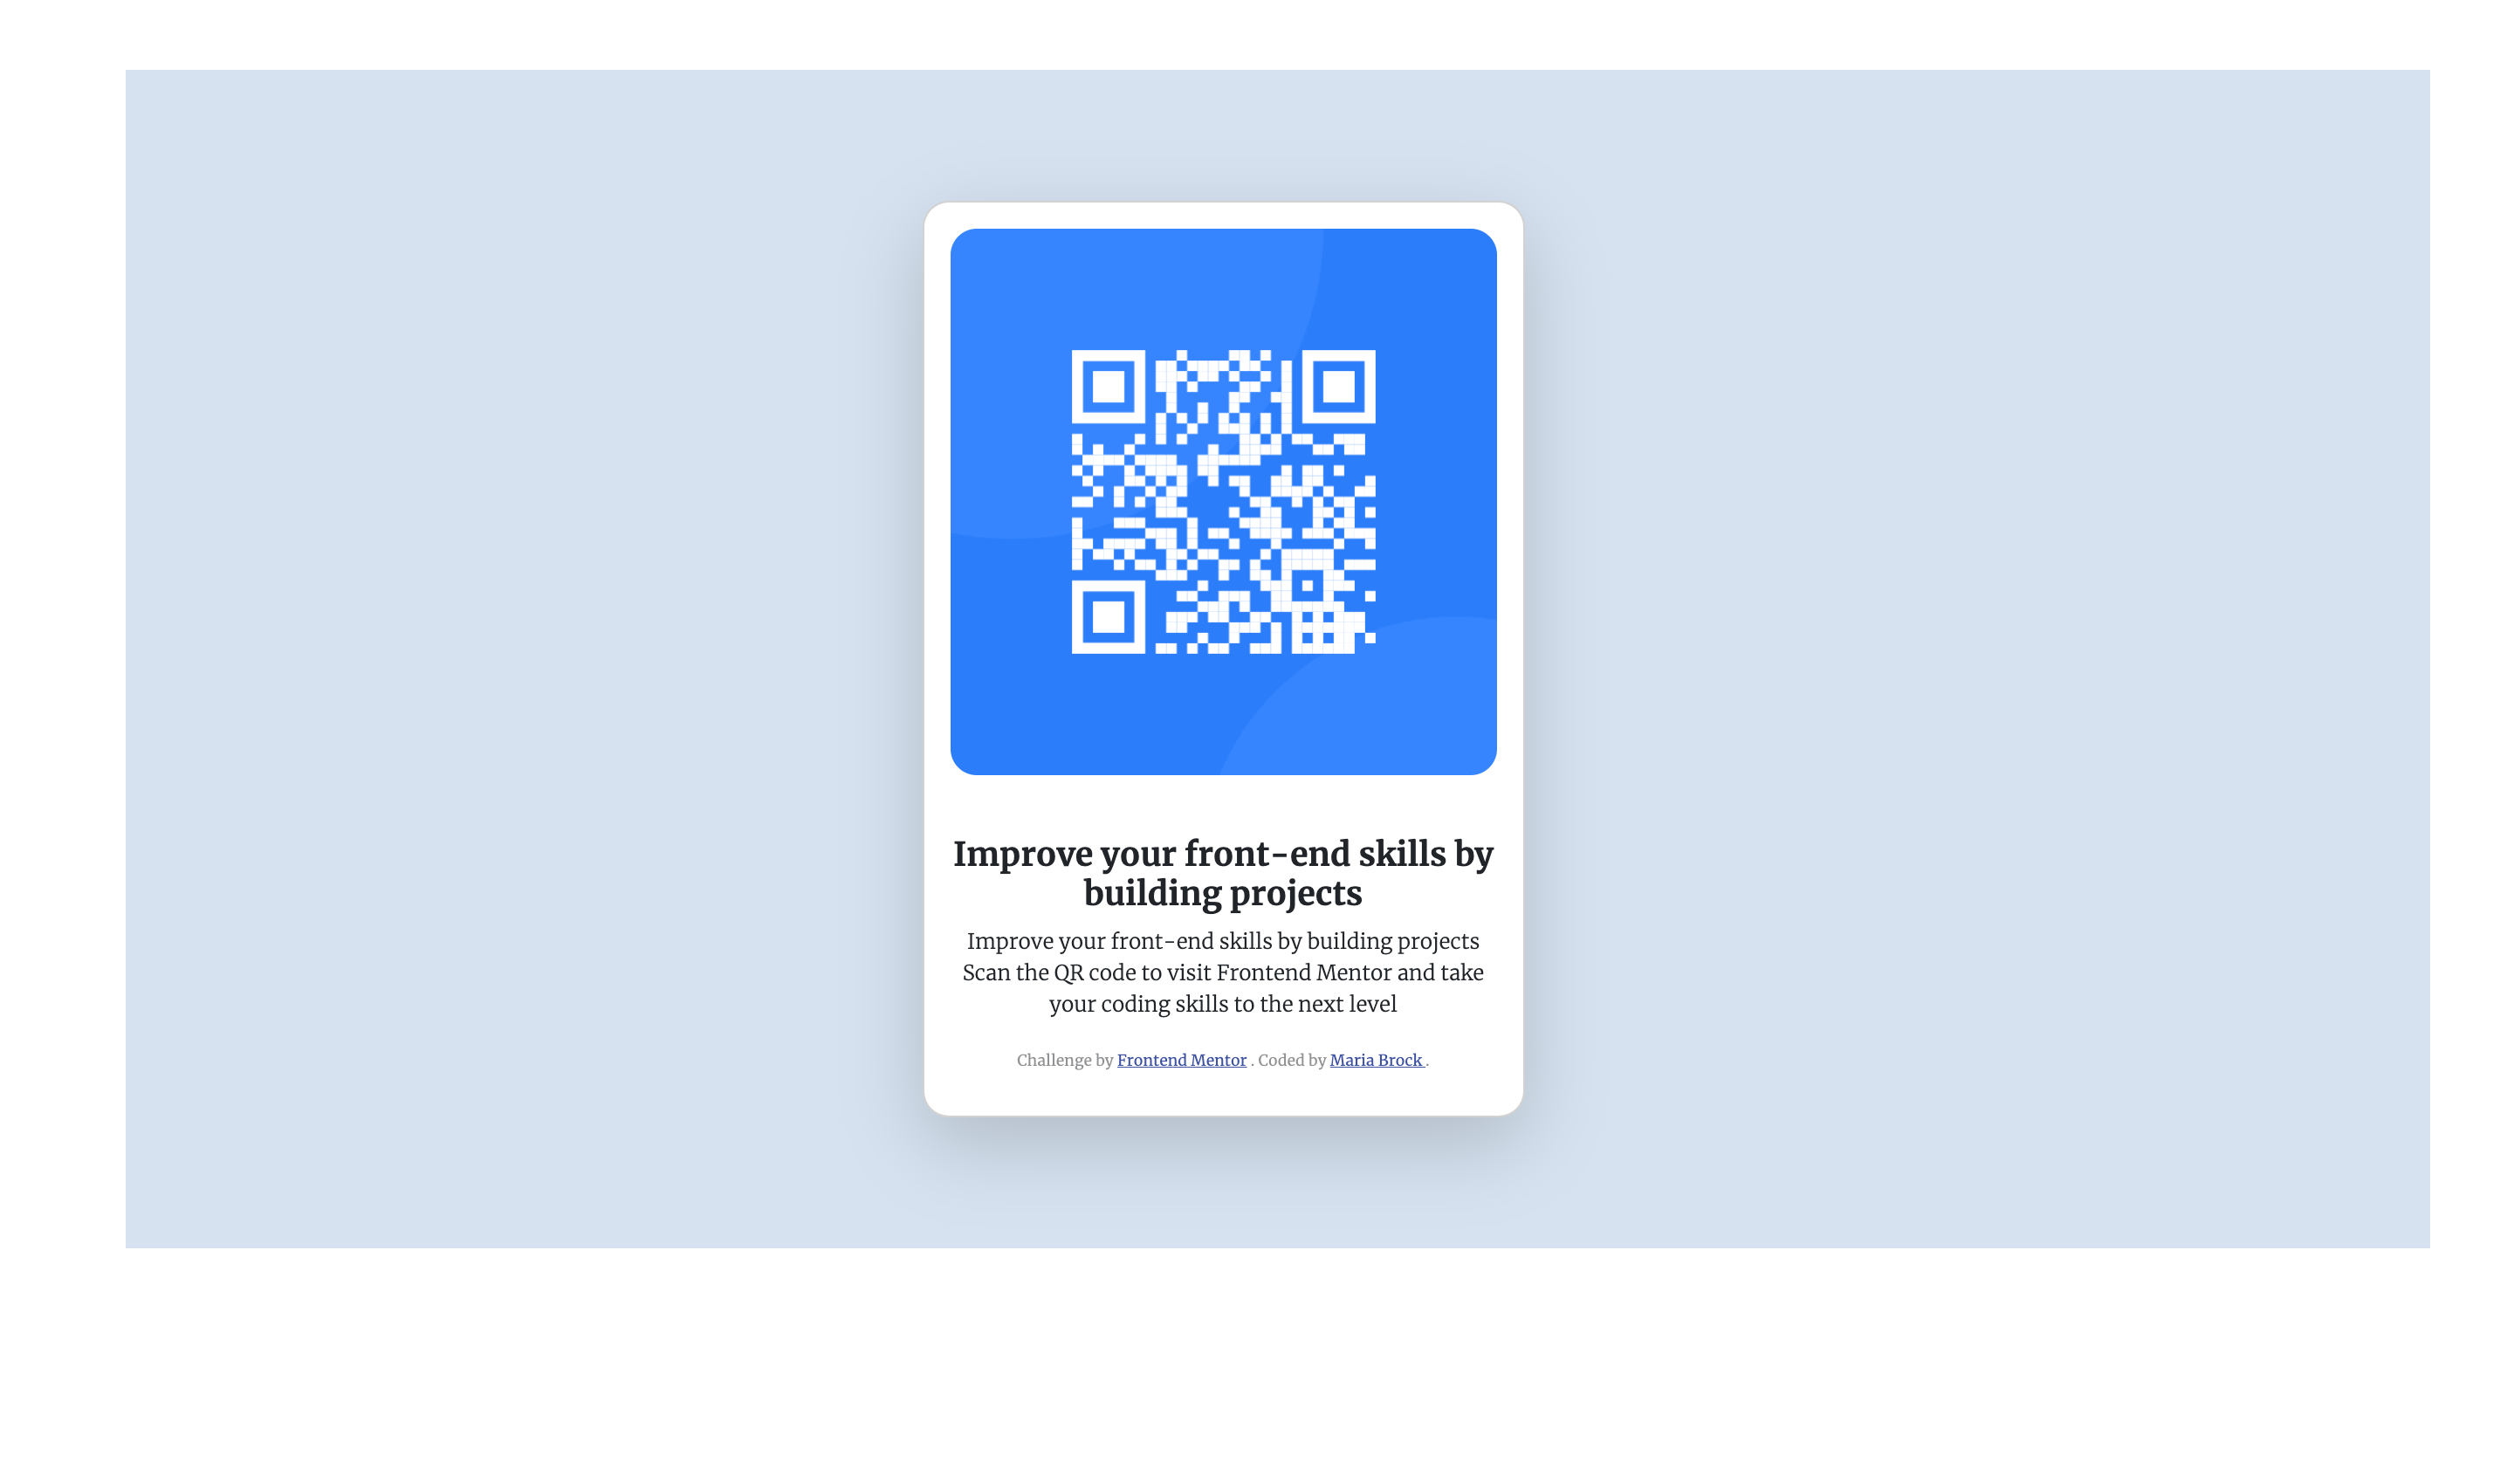 Improve your front-end skills by
building projects
Improve your front-end skills by building projects
Scan the QR code to visit Frontend Mentor and take
your coding skills to the next level
Challenge by Frontend Mentor . Coded by Maria Brock .